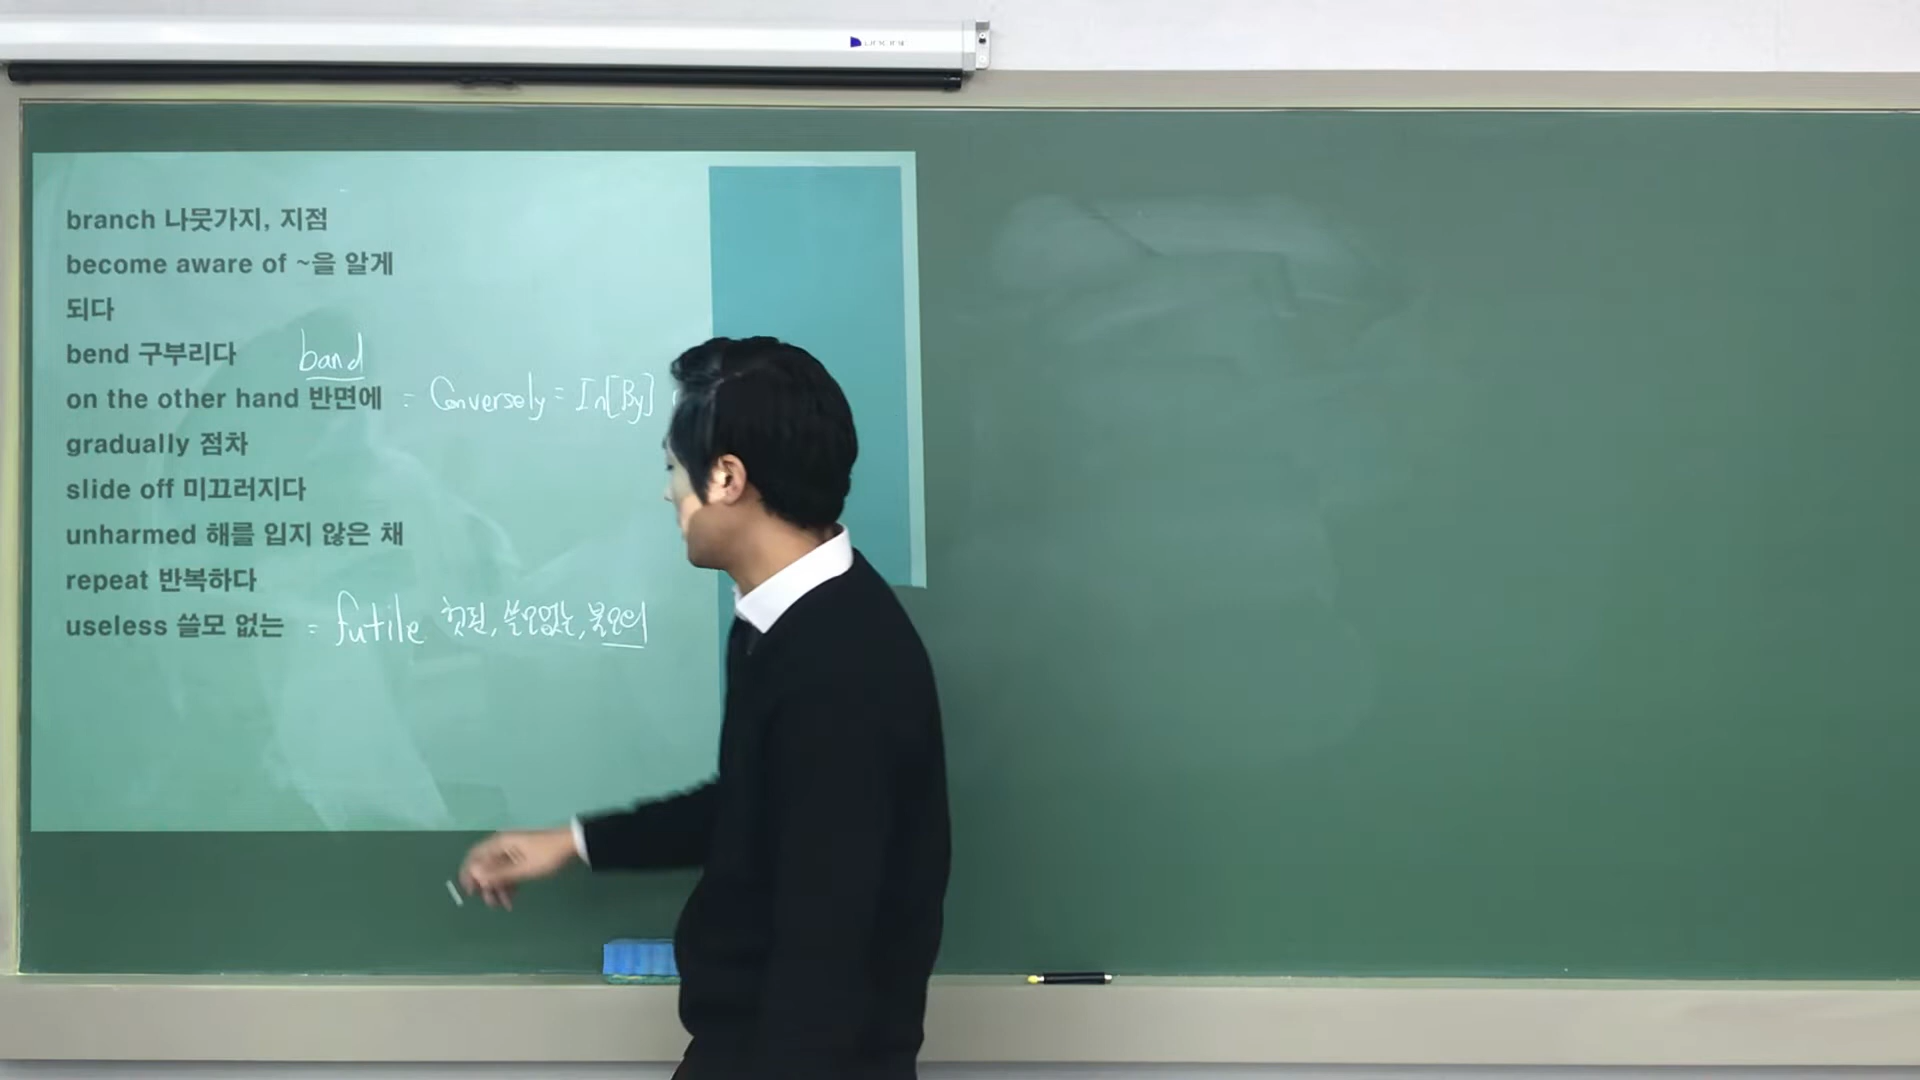 branch 나뭇가지, 지점
become aware of ~을 알게
되다
bend 구부리다 band
on the other hand 반면에 = Conversely = In[By]
gradually 점차
slide off 미끄러지다
unharmed 해를 입지 않은 채
repeat 반복하다
useless 쓸모 없는 = futile 헛된, 쓸모없는, 불모의